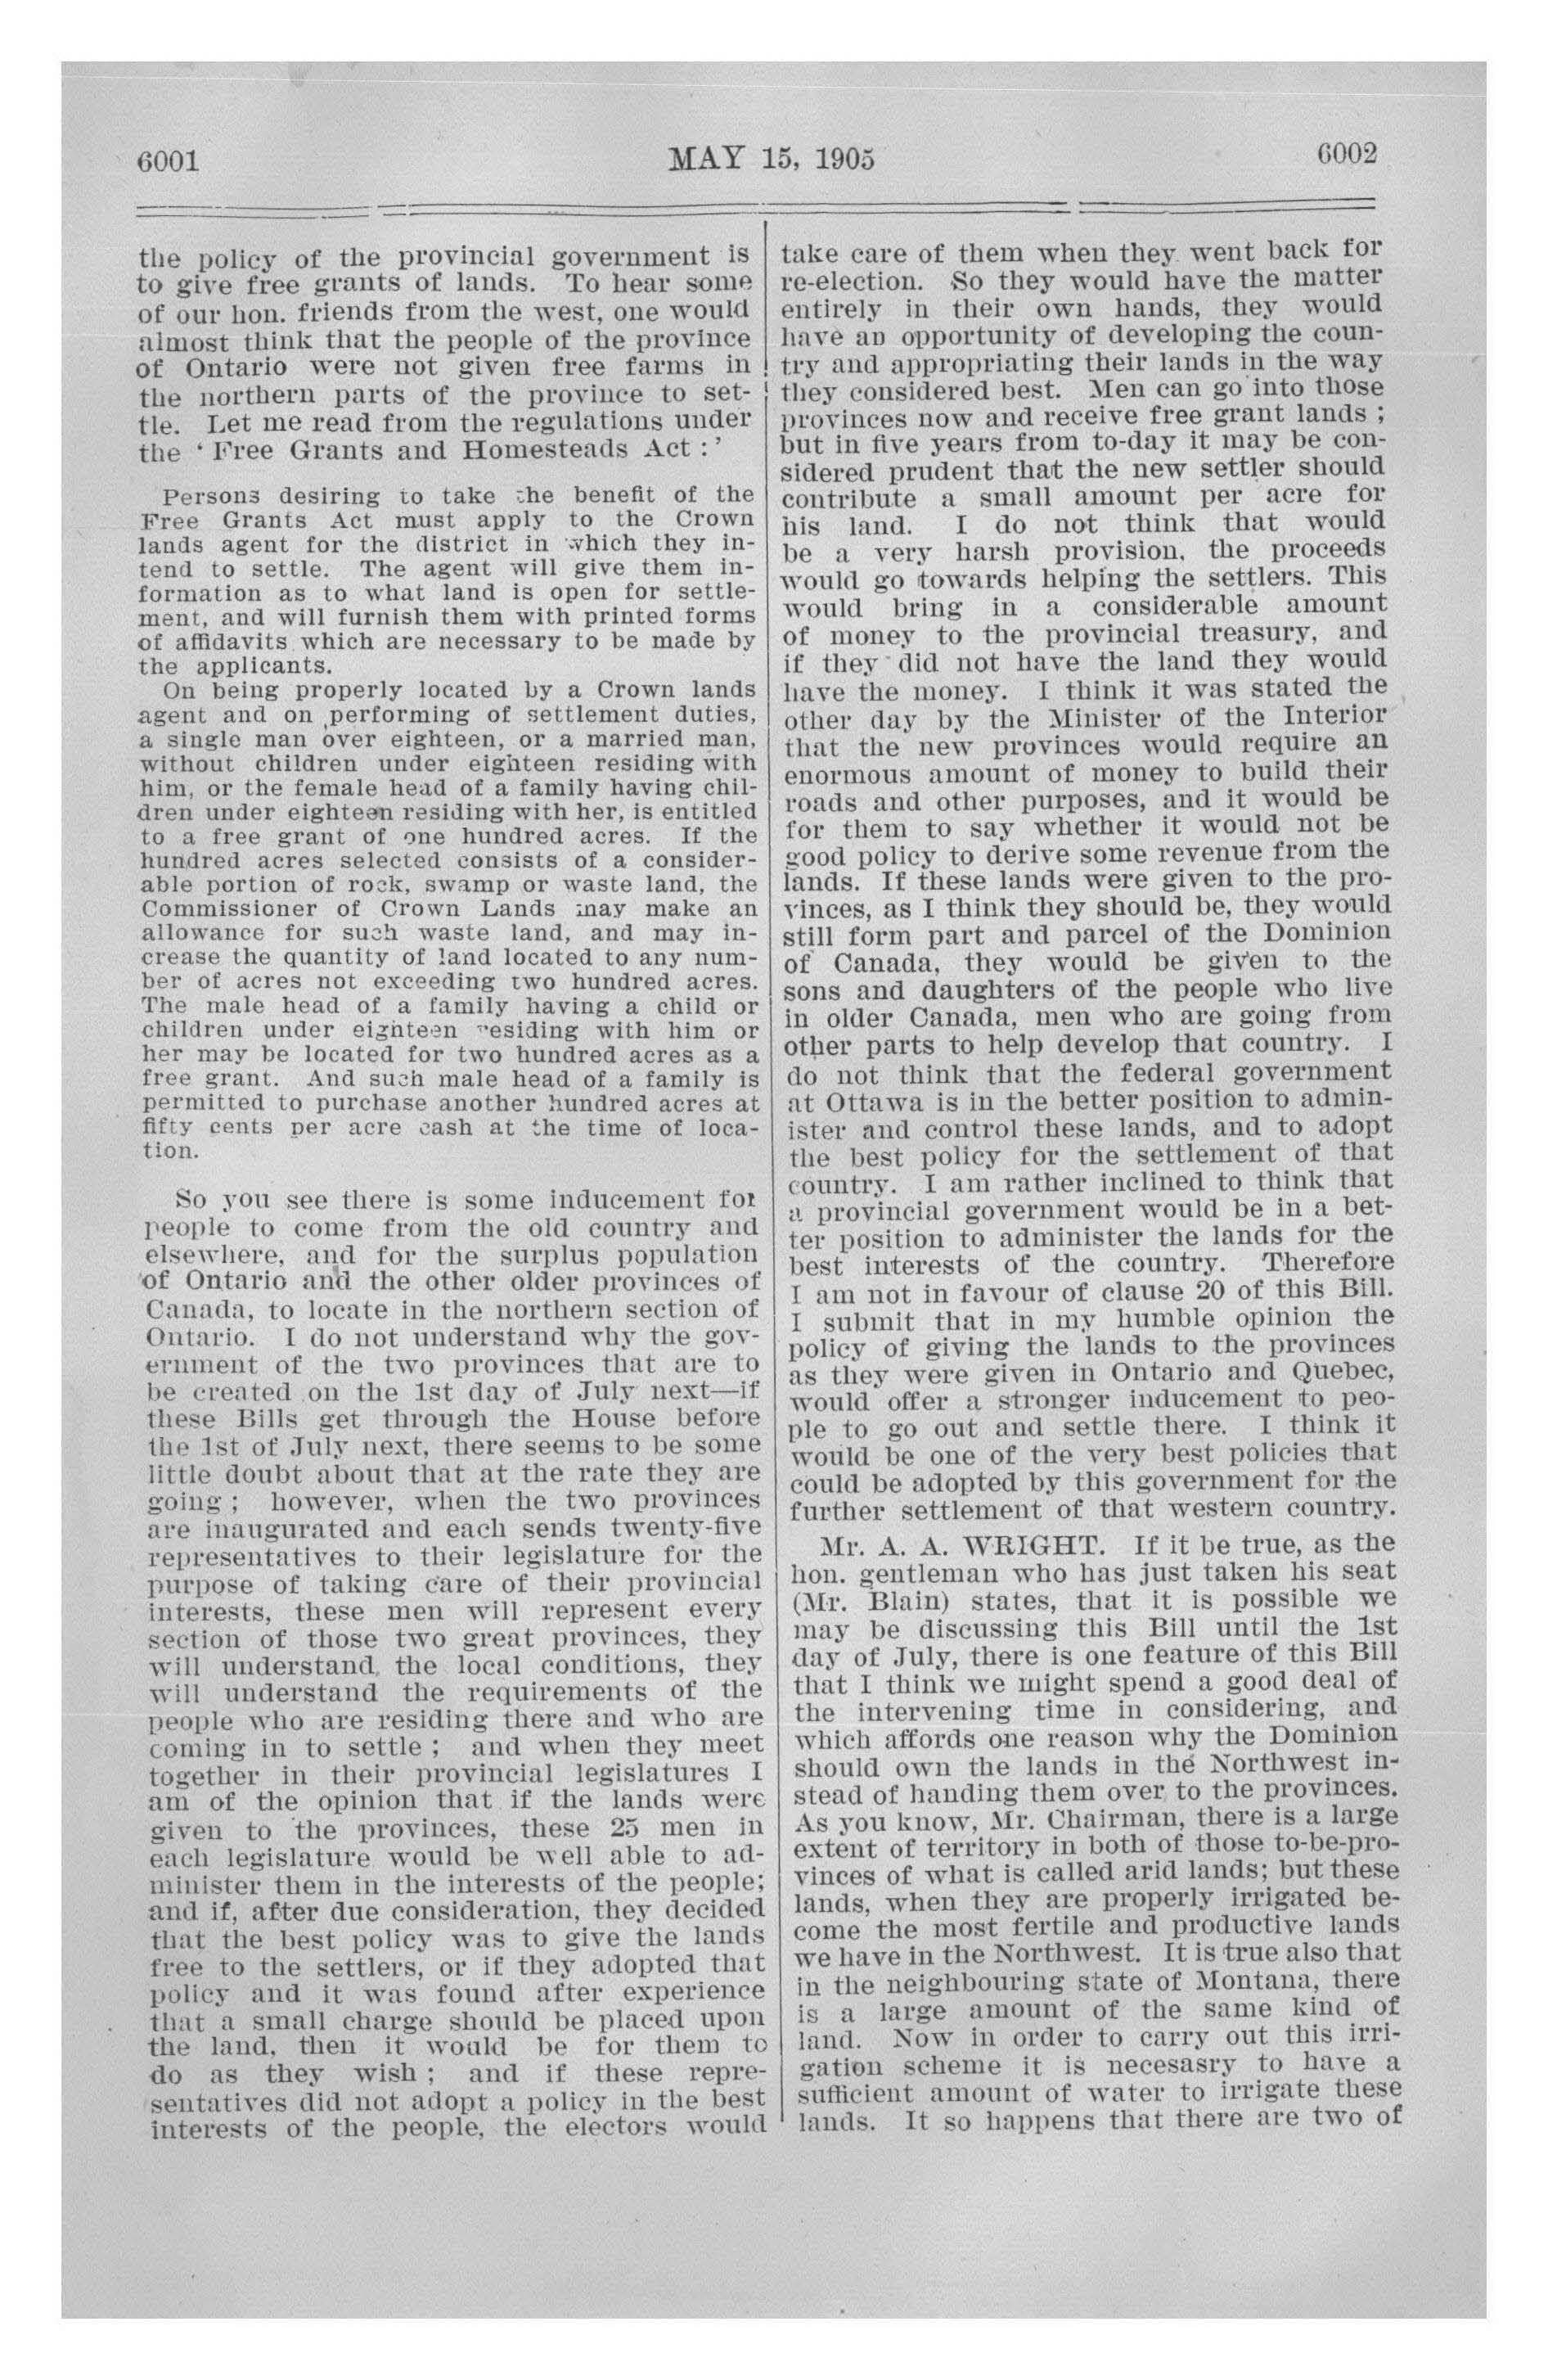 6001
MAY 15, 1905
6002
the policy of the provincial government is
to give free grants of lands. To hear some
of our hon. friends from the west, one would
almost think that the people of the province
of Ontario were not given free farms in
the northern parts of the province to set-
tle. Let me read from the regulations under
the ‘ Free Grants and Homesteads Act : ’
Persons desiring to take the benefit of the
Free Grants Act must apply to the Crown
lands agent for the district in which they in-
tend to settle. The agent will give them in-
formation as to what land is open for settle-
ment, and will furnish them with printed forms
of affidavits which are necessary to be made by
the applicants.
On being properly located by a Crown lands
agent and on performing of settlement duties,
a single man over eighteen, or a married man,
without children under eighteen residing with
him, or the female head of a family having chil-
dren under eighteen residing with her, is entitled
to a free grant of one hundred acres. If the
hundred acres selected consists of a consider-
able portion of rock, swamp or waste land, the
Commissioner of Crown Lands may make an
allowance for such waste land, and may in-
crease the quantity of land located to any num-
ber of acres not exceeding two hundred acres.
The male head of a family having a child or
children under eighteen residing with him or
her may be located for two hundred acres as a
free grant. And such male head of a family is
permitted to purchase another hundred acres at
fifty cents per acre cash at the time of loca-
tion.
So you see there is some inducement for
people to come from the old country and
elsewhere, and for the surplus population
of Ontario and the other older provinces of
Canada, to locate in the northern section of
Ontario. I do not understand why the gov-
ernment of the two provinces that are to
be created on the 1st day of July next—if
these Bills get through the House before
the 1st of July next, there seems to be some
little doubt about that at the rate they are
going ; however, when the two provinces
are inaugurated and each sends twenty-five
representatives to their legislature for the
purpose of taking care of their provincial
interests, these men will represent every
section of those two great provinces, they
will understand the local conditions, they
will understand the requirements of the
people who are residing there and who are
coming in to settle ; and when they meet
together in their provincial legislatures I
am of the opinion that if the lands were
given to the provinces, these 25 men in
each legislature would be well able to ad-
minister them in the interests of the people;
and if, after due consideration, they decided
that the best policy was to give the lands
free to the settlers, or if they adopted that
policy and it was found after experience
that a small charge should be placed upon
the land, then it would be for them to
do as they wish ; and if these repre-
sentatives did not adopt a policy in the best
interests of the people, the electors would
take care of them when they went back for
re-election. So they would have the matter
entirely in their own hands, they would
have an opportunity of developing the coun-
try and appropriating their lands in the way
they considered best. Men can go into those
provinces now and receive free grant lands ;
but in five years from to-day it may be con-
sidered prudent that the new settler should
contribute a small amount per acre for
his land. I do not think that would
be a very harsh provision, the proceeds
would go towards helping the settlers. This
would bring in a considerable amount
of money to the provincial treasury, and
if they did not have the land they would
have the money. I think it was stated the
other day by the Minister of the Interior
that the new provinces would require an
enormous amount of money to build their
roads and other purposes, and it would be
for them to say whether it would not be
good policy to derive some revenue from the
lands. If these lands were given to the pro-
vinces, as I think they should be, they would
still form part and parcel of the Dominion
of Canada, they would be given to the
sons and daughters of the people who live
in older Canada, men who are going from
other parts to help develop that country. I
do not think that the federal government
at Ottawa is in the better position to admin-
ister and control these lands, and to adopt
the best policy for the settlement of that
country. I am rather inclined to think that
a provincial government would be in a bet-
ter position to administer the lands for the
best interests of the country. Therefore
I am not in favour of clause 20 of this Bill.
I submit that in my humble opinion the
policy of giving the lands to the provinces
as they were given in Ontario and Quebec,
would offer a stronger inducement to peo-
ple to go out and settle there. I think it
would be one of the very best policies that
could be adopted by this government for the
further settlement of that western country.
Mr. A. A. WRIGHT. If it be true, as the
hon. gentleman who has just taken his seat
(Mr. Blain) states, that it is possible we
may be discussing this Bill until the 1st
day of July, there is one feature of this Bill
that I think we might spend a good deal of
the intervening time in considering, and
which affords one reason why the Dominion
should own the lands in the Northwest in-
stead of handing them over to the provinces.
As you know, Mr. Chairman, there is a large
extent of territory in both of those to-be-pro-
vinces of what is called arid lands; but these
lands, when they are properly irrigated be-
come the most fertile and productive lands
we have in the Northwest. It is true also that
in the neighbouring state of Montana, there
is a large amount of the same kind of
land. Now in order to carry out this irri-
gation scheme it is necesasry to have a
sufficient amount of water to irrigate these
lands. It so happens that there are two of